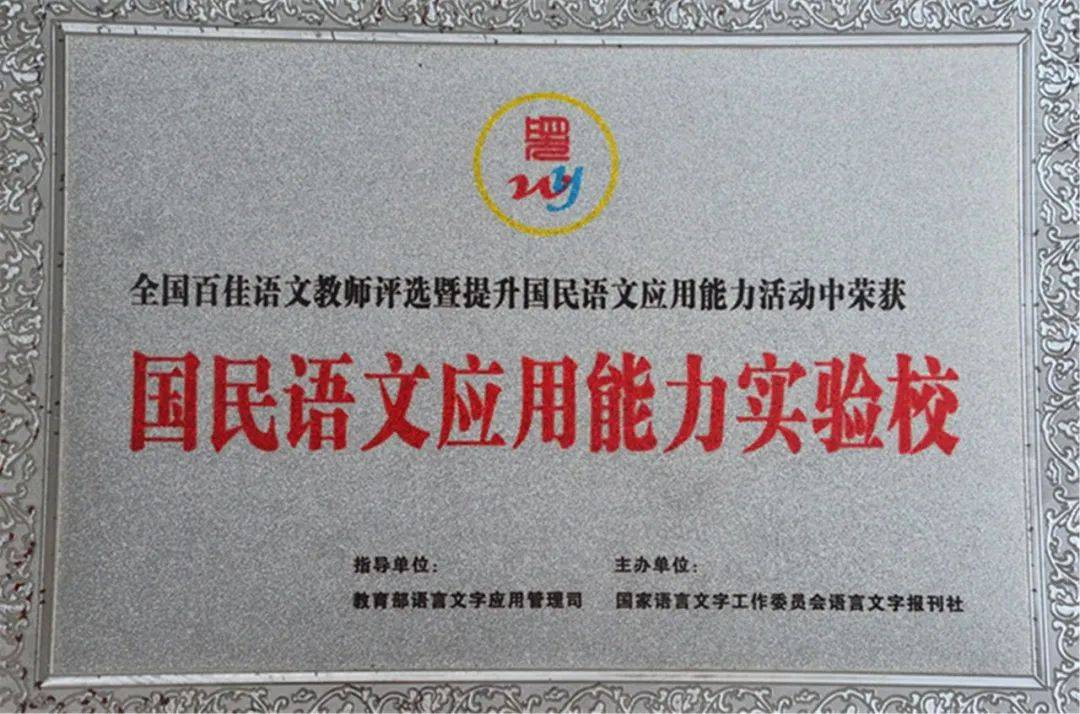 wy
全国百佳语文教师评选暨提升国民语文应用能力活动中荣获
国民语文应用能力实验校
指导单位: 主办单位:
教育部语言文字应用管理司 国家语言文字工作委员会语言文字报刊社